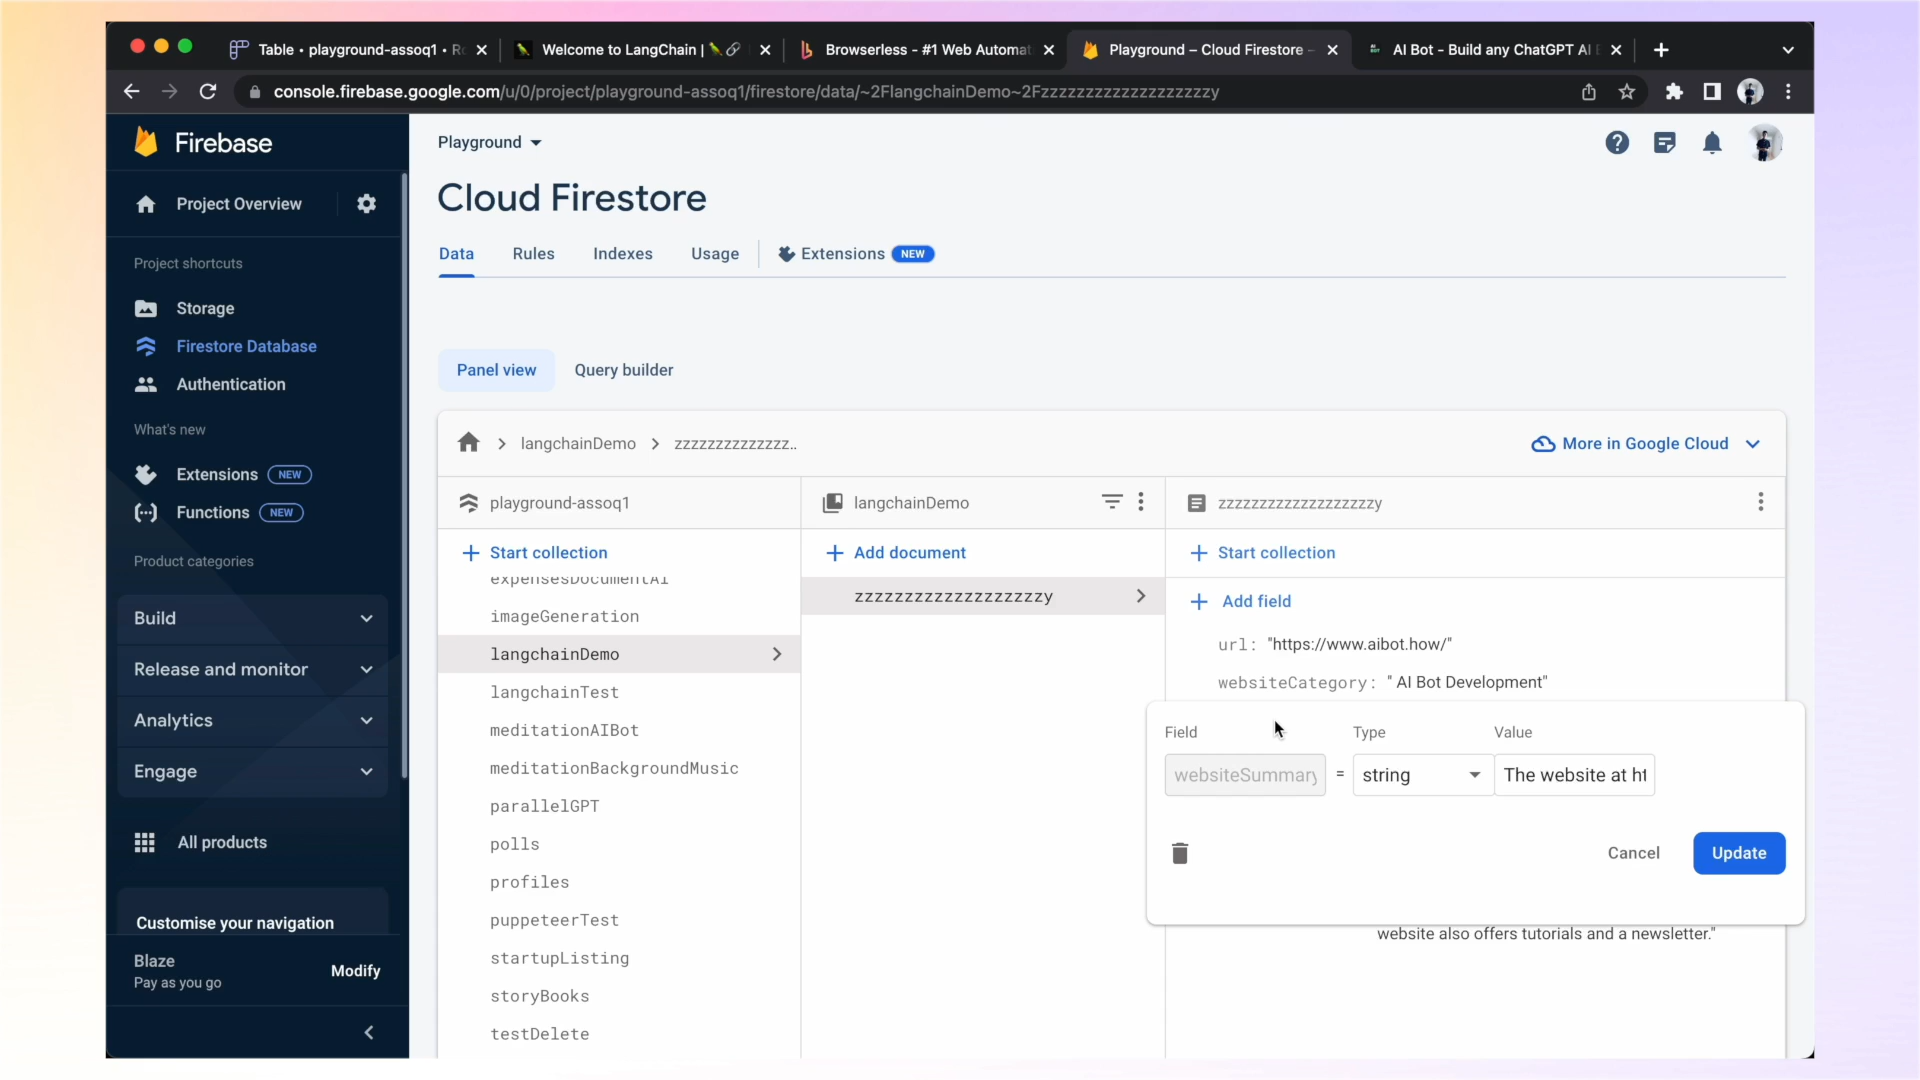 Table • playground-assoq1 • R
Welcome to LangChain |
Browserless - #1 Web Automat
Playground – Cloud Firestore –
AI Bot - Build any ChatGPT AI B
console.firebase.google.com/u/0/project/playground-assoq1/firestore/data/~2FlangchainDemo~2Fzzzzzzzzzzzzzzzzzzzy
Firebase
Playground
Cloud Firestore
Project Overview
Data
Rules
Indexes
Usage
Extensions NEW
Project shortcuts
Storage
Firestore Database
Authentication
What's new
Extensions NEW
Functions NEW
Product categories
Build
Release and monitor
Analytics
Engage
All products
Customise your navigation
Blaze
Pay as you go
Modify
Panel view
Query builder
langchainDemo
zzzzzzzzzzzzzz..
More in Google Cloud
playground-assoq1
Start collection
expensesDocumentAI
imageGeneration
langchainDemo
langchainTest
meditationAIBot
meditationBackgroundMusic
parallelGPT
polls
profiles
puppeteerTest
startupListing
storyBooks
testDelete
langchainDemo
Add document
zzzzzzzzzzzzzzzzzzzy
zzzzzzzzzzzzzzzzzzzy
Start collection
Add field
url: "https://www.aibot.how/"
websiteCategory: " AI Bot Development"
Field
Type
Value
websiteSummary
=
string
The website at ht
Cancel
Update
website also offers tutorials and a newsletter."